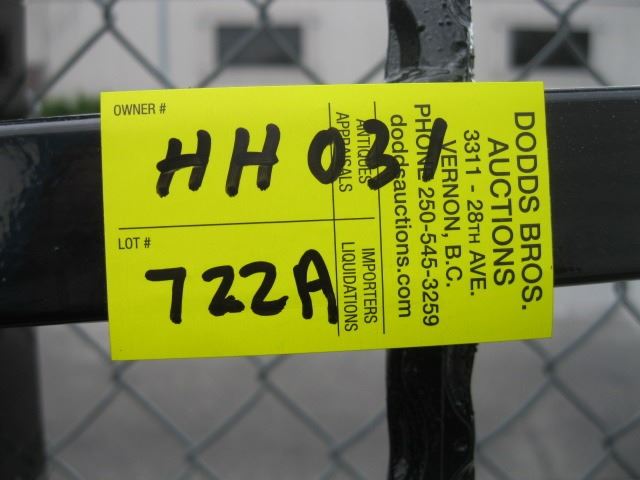 OWNER #
HH 031
LOT #
722A
DODDS BROS.
AUCTIONS
3311 - 28TH AVE.
VERNON, B.C.
PHONE 250-545-3259
doddsauctions.com
ANTIQUES IMPORTERS
APPRAISALS LIQUIDATIONS